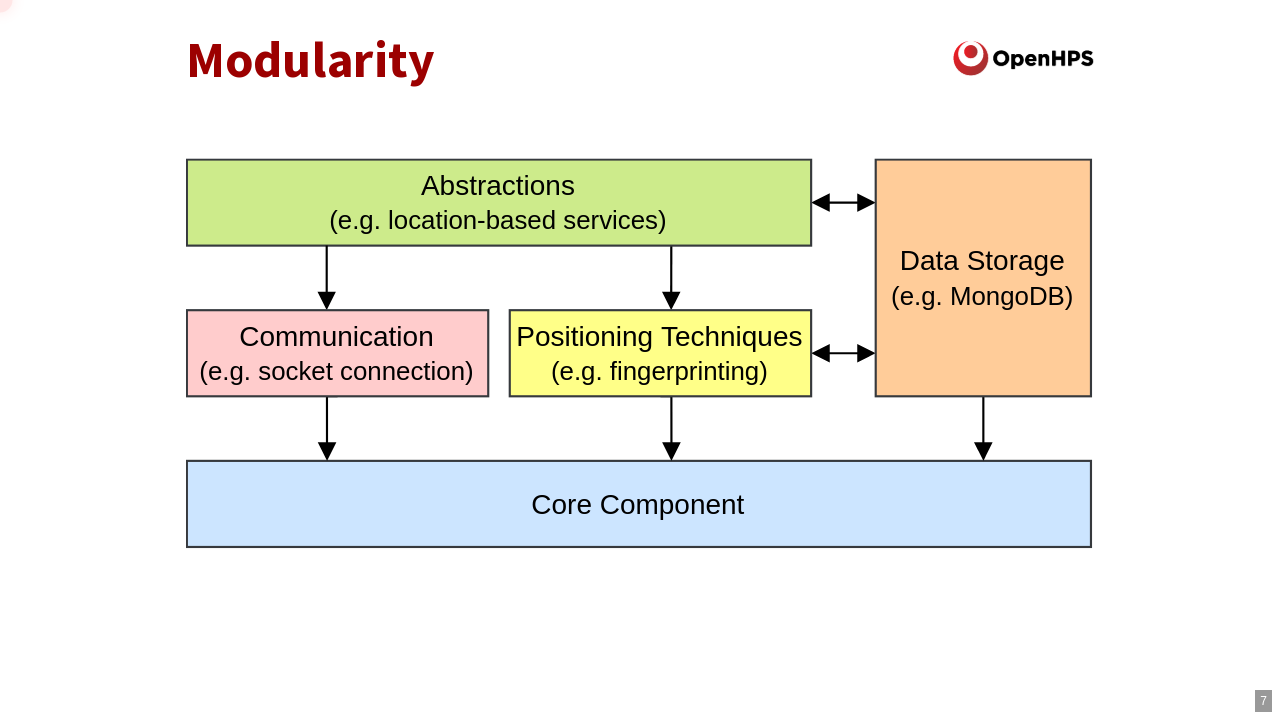 Modularity
OpenHPS
Abstractions
(e.g. location-based services)
Data Storage
(e.g. MongoDB)
Communication
(e.g. socket connection)
Positioning Techniques
(e.g. fingerprinting)
Core Component
7